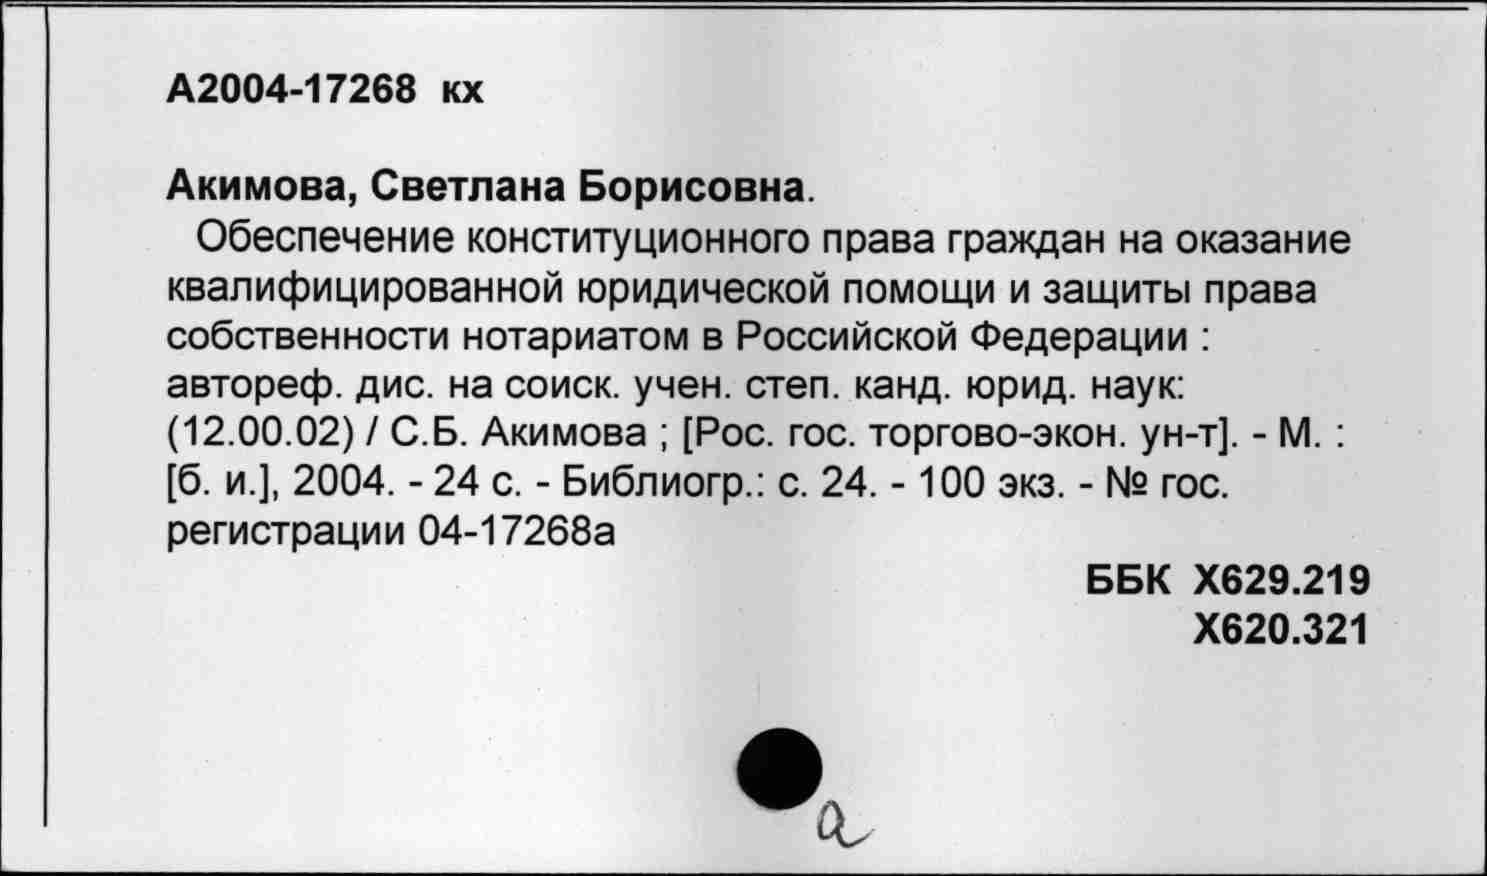 А2004-17268 кх
Акимова, Светлана Борисовна.
Обеспечение конституционного права граждан на оказание
квалифицированной юридической помощи и защиты права
собственности нотариатом в Российской Федерации :
автореф. дис. на соиск. учен. степ. канд. юрид. наук:
(12.00.02) / С.Б. Акимова ; [Рос. гос. торгово-экон. ун-т]. - М. :
[б. и.], 2004. - 24 с. - Библиогр.: с. 24. - 100 экз. - № гос.
регистрации 04-17268а
ББК Х629.219
Х620.321
а